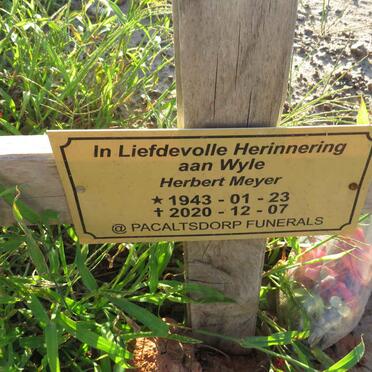 In Liefdevolle Herinnering
aan Wyle
Herbert Meyer
★ 1943 - 01 - 23
✝ 2020 - 12 - 07
@ PACALTSDORP FUNERALS